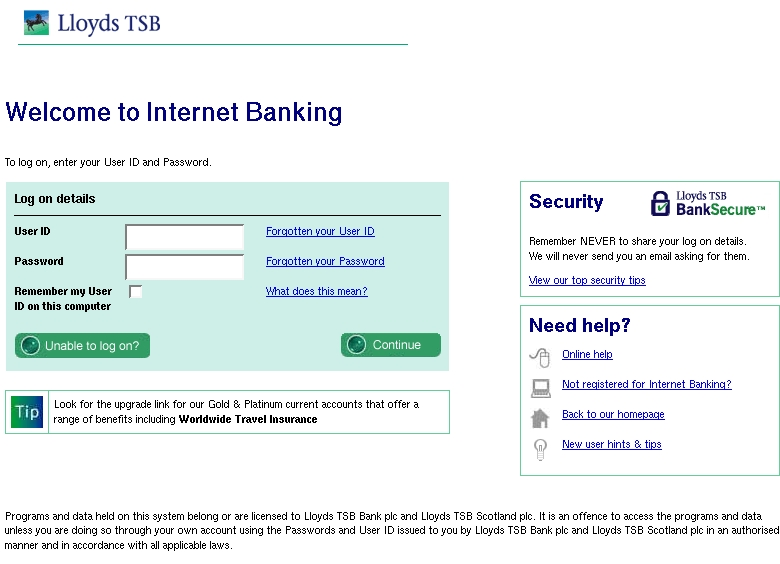 Lloyds TSB
Welcome to Internet Banking
To log on, enter your User ID and Password.
Log on details
User ID
Forgotten your User ID
Password
Forgotten your Password
Remember my User
ID on this computer
What does this mean?
Unable to log on?
Continue
Tip
Look for the upgrade link for our Gold & Platinum current accounts that offer a
range of benefits including Worldwide Travel Insurance
Security
Lloyds TSB
BankSecure™
Remember NEVER to share your log on details.
We will never send you an email asking for them.
View our top security tips
Need help?
Online help
Not registered for Internet Banking?
Back to our homepage
New user hints & tips
Programs and data held on this system belong or are licensed to Lloyds TSB Bank plc and Lloyds TSB Scotland plc. It is an offence to access the programs and data
unless you are doing so through your own account using the Passwords and User ID issued to you by Lloyds TSB Bank plc and Lloyds TSB Scotland plc in an authorised
manner and in accordance with all applicable laws.